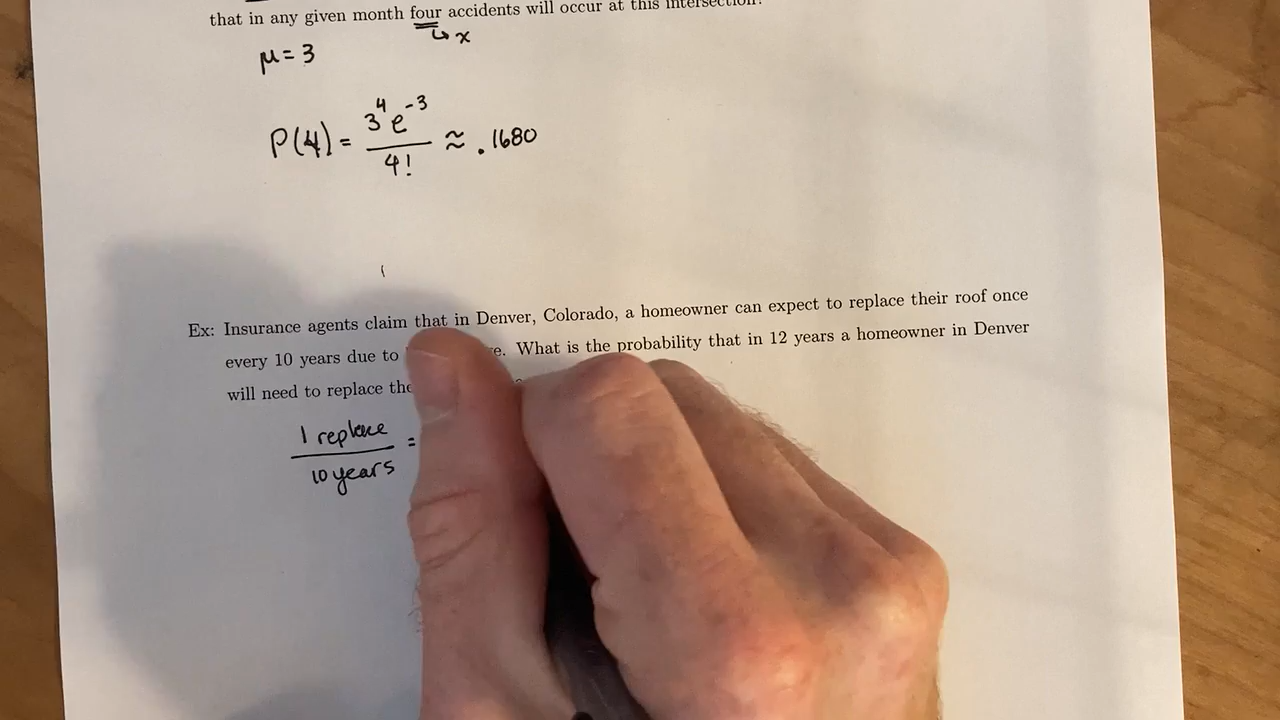 that in any given month four accidents will occur at this intersection?
↳ x
μ = 3
P(4) = 3⁴e⁻³ / 4! ≈ .1680
Ex: Insurance agents claim that in Denver, Colorado, a homeowner can expect to replace their roof once
every 10 years due to . What is the probability that in 12 years a homeowner in Denver
will need to replace
1 replace
10 years =